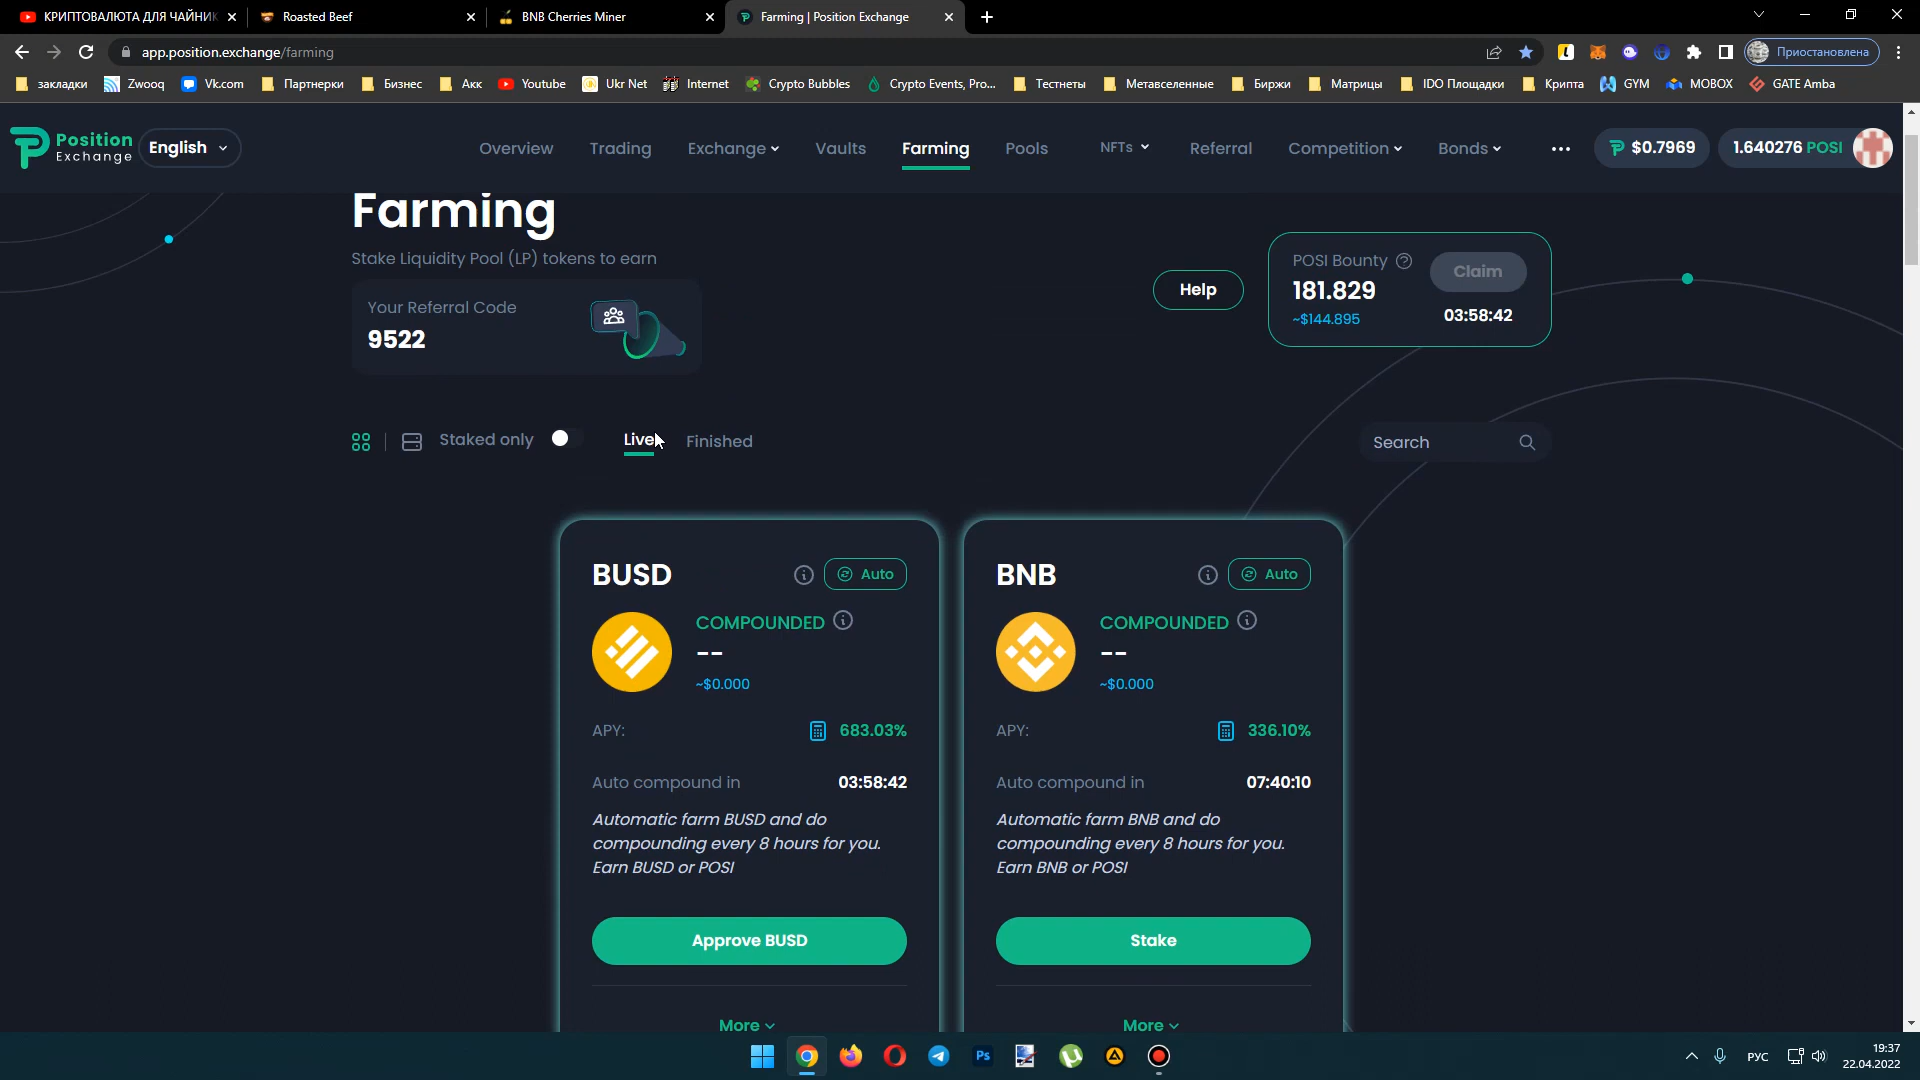 КРИПТОВАЛЮТА ДЛЯ ЧАЙНИК
Roasted Beef
BNB Cherries Miner
Farming | Position Exchange
app.position.exchange/farming
Приостановлена
закладки
Zwooq
Vk.com
Партнерки
Бизнес
Акк
Youtube
Ukr Net
Internet
Crypto Bubbles
Crypto Events, Pro...
Тестнеты
Метавселенные
Биржи
Матрицы
IDO Площадки
Крипта
GYM
MOBOX
GATE Amba
Position
Exchange
English
Overview
Trading
Exchange
Vaults
Farming
Pools
NFTs
Referral
Competition
Bonds
$0.7969
1.640276 POSI
Farming
Stake Liquidity Pool (LP) tokens to earn
Your Referral Code
9522
Help
POSI Bounty
181.829
~$144.895
Claim
03:58:42
Staked only
Live
Finished
Search
BUSD
Auto
COMPOUNDED
--
~$0.000
APY:
683.03%
Auto compound in
03:58:42
Automatic farm BUSD and do
compounding every 8 hours for you.
Earn BUSD or POSI
Approve BUSD
More
BNB
Auto
COMPOUNDED
--
~$0.000
APY:
336.10%
Auto compound in
07:40:10
Automatic farm BNB and do
compounding every 8 hours for you.
Earn BNB or POSI
Stake
More
Ps
РУС
19:37
22.04.2022